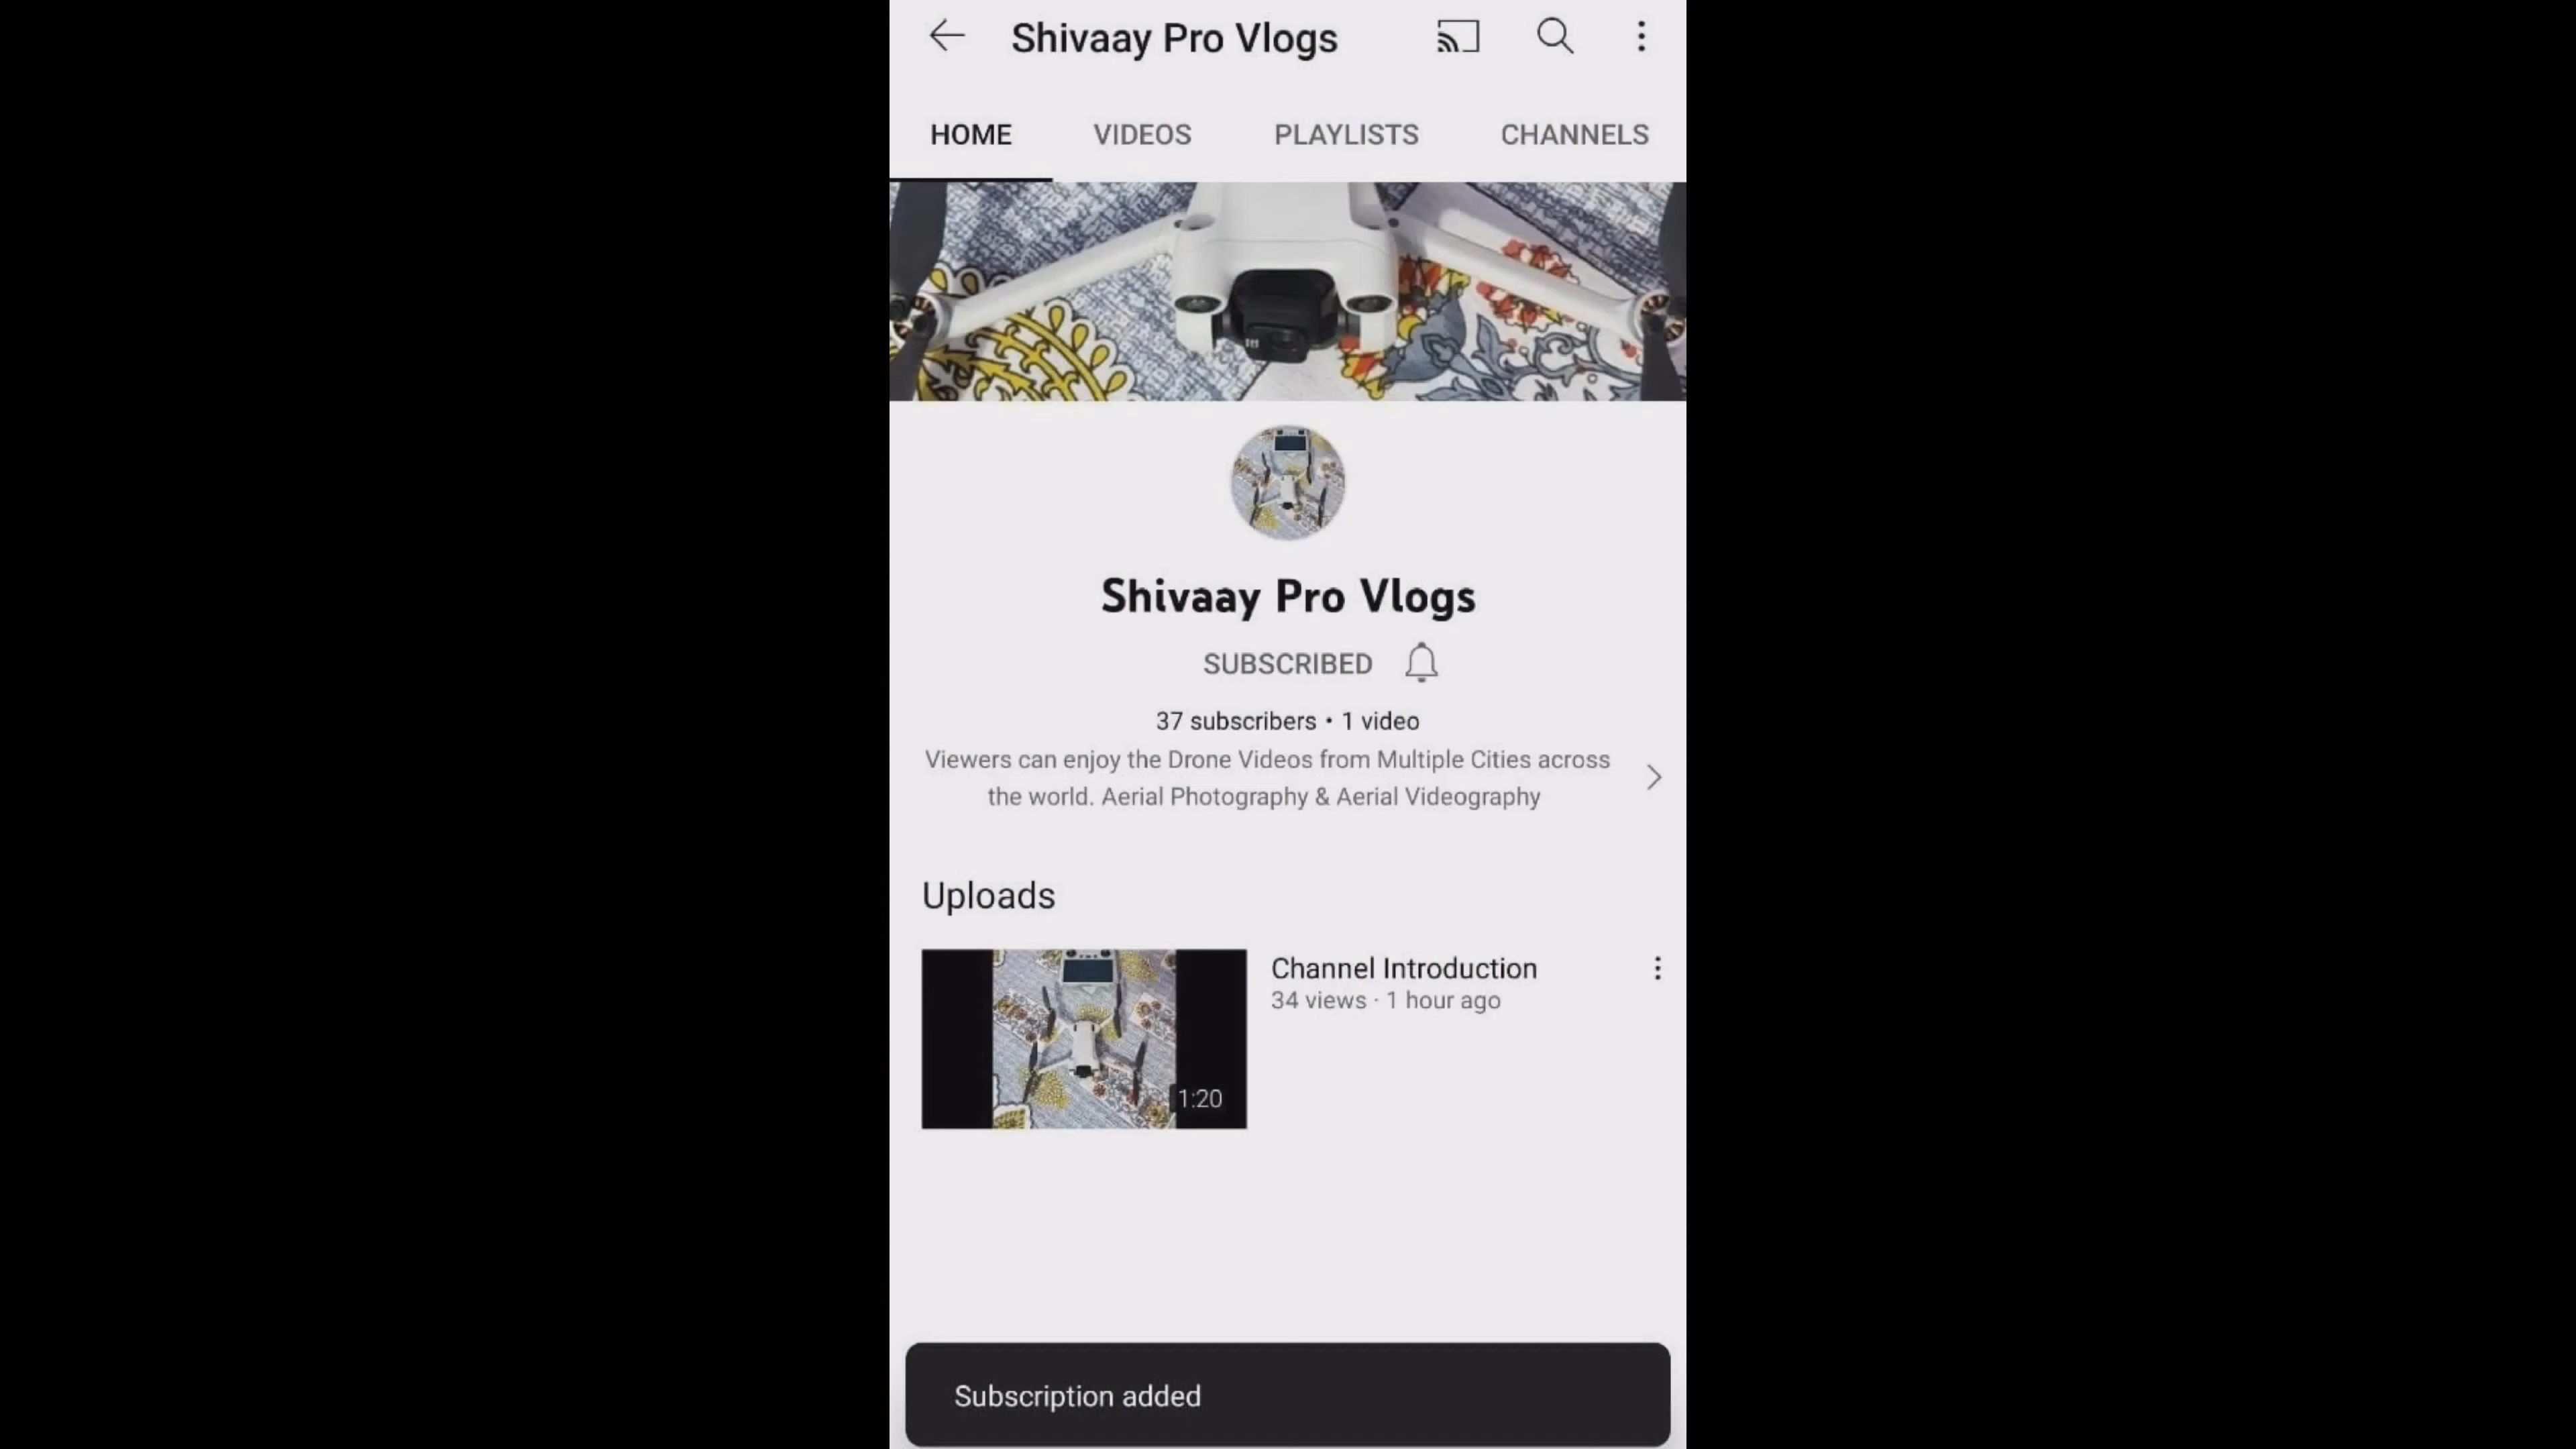 Shivaay Pro Vlogs
HOME VIDEOS PLAYLISTS CHANNELS
Shivaay Pro Vlogs
SUBSCRIBED
37 subscribers • 1 video
Viewers can enjoy the Drone Videos from Multiple Cities across
the world. Aerial Photography & Aerial Videography
Uploads
Channel Introduction
34 views · 1 hour ago
1:20
Subscription added